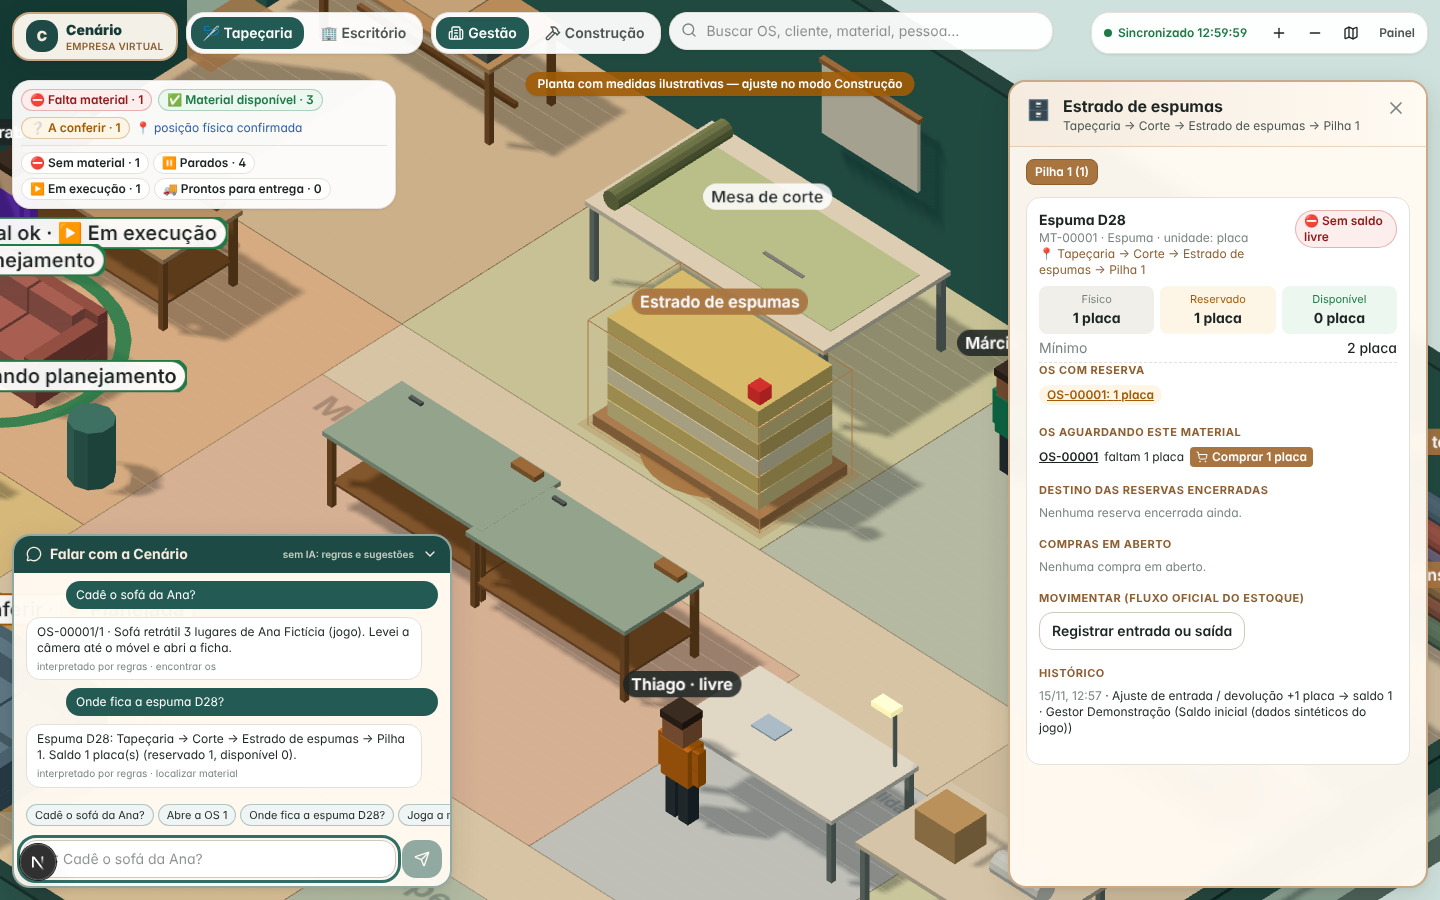 C
Cenário
EMPRESA VIRTUAL
Tapeçaria
Escritório
Gestão
Construção
Buscar OS, cliente, material, pessoa...
Sincronizado 12:59:59
+
−
Painel
Planta com medidas ilustrativas — ajuste no modo Construção
Falta material · 1
Material disponível · 3
A conferir · 1
posição física confirmada
Sem material · 1
Parados · 4
Em execução · 1
Prontos para entrega · 0
al ok · ▶️ Em execução
nejamento
ando planejamento
Mesa de corte
Estrado de espumas
Márci
Thiago · livre
Falar com a Cenário
sem IA: regras e sugestões
Cadê o sofá da Ana?
OS-00001/1 · Sofá retrátil 3 lugares de Ana Fictícia (jogo). Levei a
câmera até o móvel e abri a ficha.
interpretado por regras · encontrar os
Onde fica a espuma D28?
Espuma D28: Tapeçaria → Corte → Estrado de espumas → Pilha
1. Saldo 1 placa(s) (reservado 1, disponível 0).
interpretado por regras · localizar material
Cadê o sofá da Ana?
Abre a OS 1
Onde fica a espuma D28?
Joga a r
N
Cadê o sofá da Ana?
Estrado de espumas
Tapeçaria → Corte → Estrado de espumas → Pilha 1
Pilha 1 (1)
Espuma D28
Sem saldo
livre
MT-00001 · Espuma · unidade: placa
Tapeçaria → Corte → Estrado de
espumas → Pilha 1
Físico
1 placa
Reservado
1 placa
Disponível
0 placa
Mínimo
2 placa
OS COM RESERVA
OS-00001: 1 placa
OS AGUARDANDO ESTE MATERIAL
OS-00001 faltam 1 placa
Comprar 1 placa
DESTINO DAS RESERVAS ENCERRADAS
Nenhuma reserva encerrada ainda.
COMPRAS EM ABERTO
Nenhuma compra em aberto.
MOVIMENTAR (FLUXO OFICIAL DO ESTOQUE)
Registrar entrada ou saída
HISTÓRICO
15/11, 12:57 · Ajuste de entrada / devolução +1 placa → saldo 1
· Gestor Demonstração (Saldo inicial (dados sintéticos do
jogo))